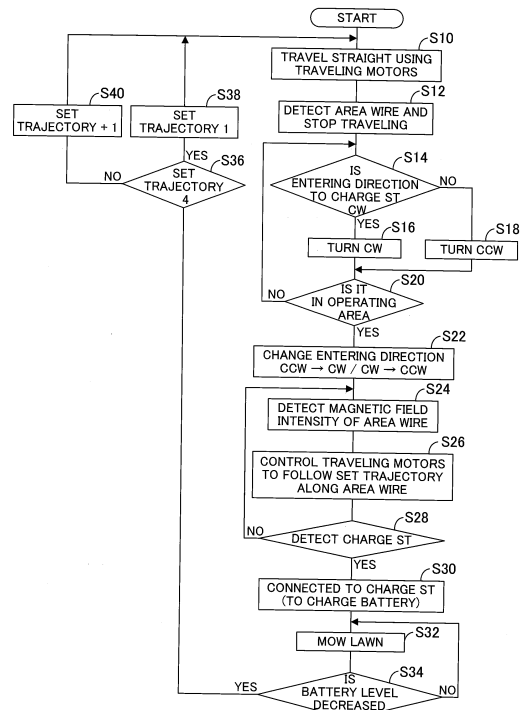 START
S10
TRAVEL STRAIGHT USING
TRAVELING MOTORS
S12
DETECT AREA WIRE AND
STOP TRAVELING
S14
IS
ENTERING DIRECTION
TO CHARGE ST
CW
NO
YES
S16
TURN CW
S18
TURN CCW
S20
IS IT
IN OPERATING
AREA
NO
YES
S22
CHANGE ENTERING DIRECTION
CCW → CW / CW → CCW
S24
DETECT MAGNETIC FIELD
INTENSITY OF AREA WIRE
S26
CONTROL TRAVELING MOTORS
TO FOLLOW SET TRAJECTORY
ALONG AREA WIRE
S28
DETECT CHARGE ST
NO
YES
S30
CONNECTED TO CHARGE ST
(TO CHARGE BATTERY)
S32
MOW LAWN
S34
IS
BATTERY LEVEL
DECREASED
YES
NO
S36
SET
TRAJECTORY
4
NO
YES
S38
SET
TRAJECTORY 1
S40
SET
TRAJECTORY + 1